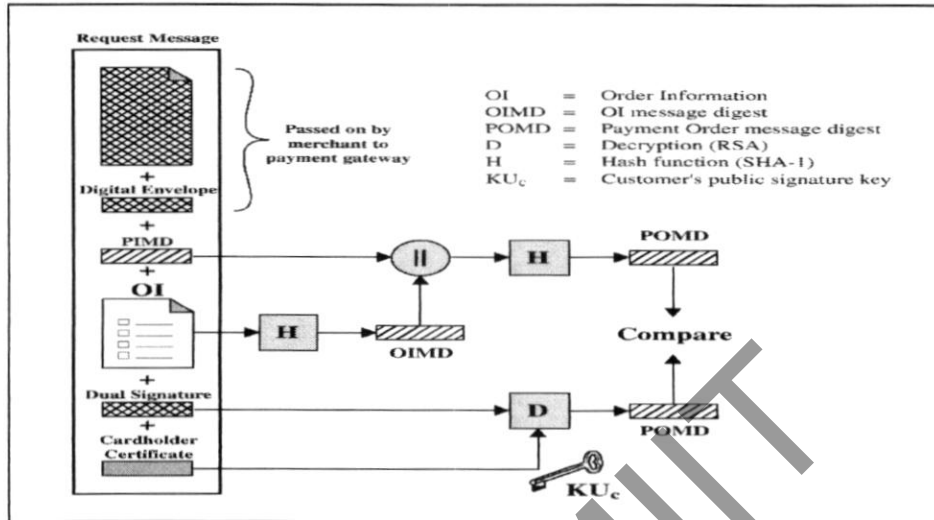 Request Message
Passed on by
merchant to
payment gateway
OI = Order Information
OIMD = OI message digest
POMD = Payment Order message digest
D = Decryption (RSA)
H = Hash function (SHA-1)
KUc = Customer's public signature key
+
Digital Envelope
+
PIMD
||
H
POMD
+
OI
H
OIMD
Compare
+
Dual Signature
D
POMD
+
Cardholder
Certificate
KUc
MIT